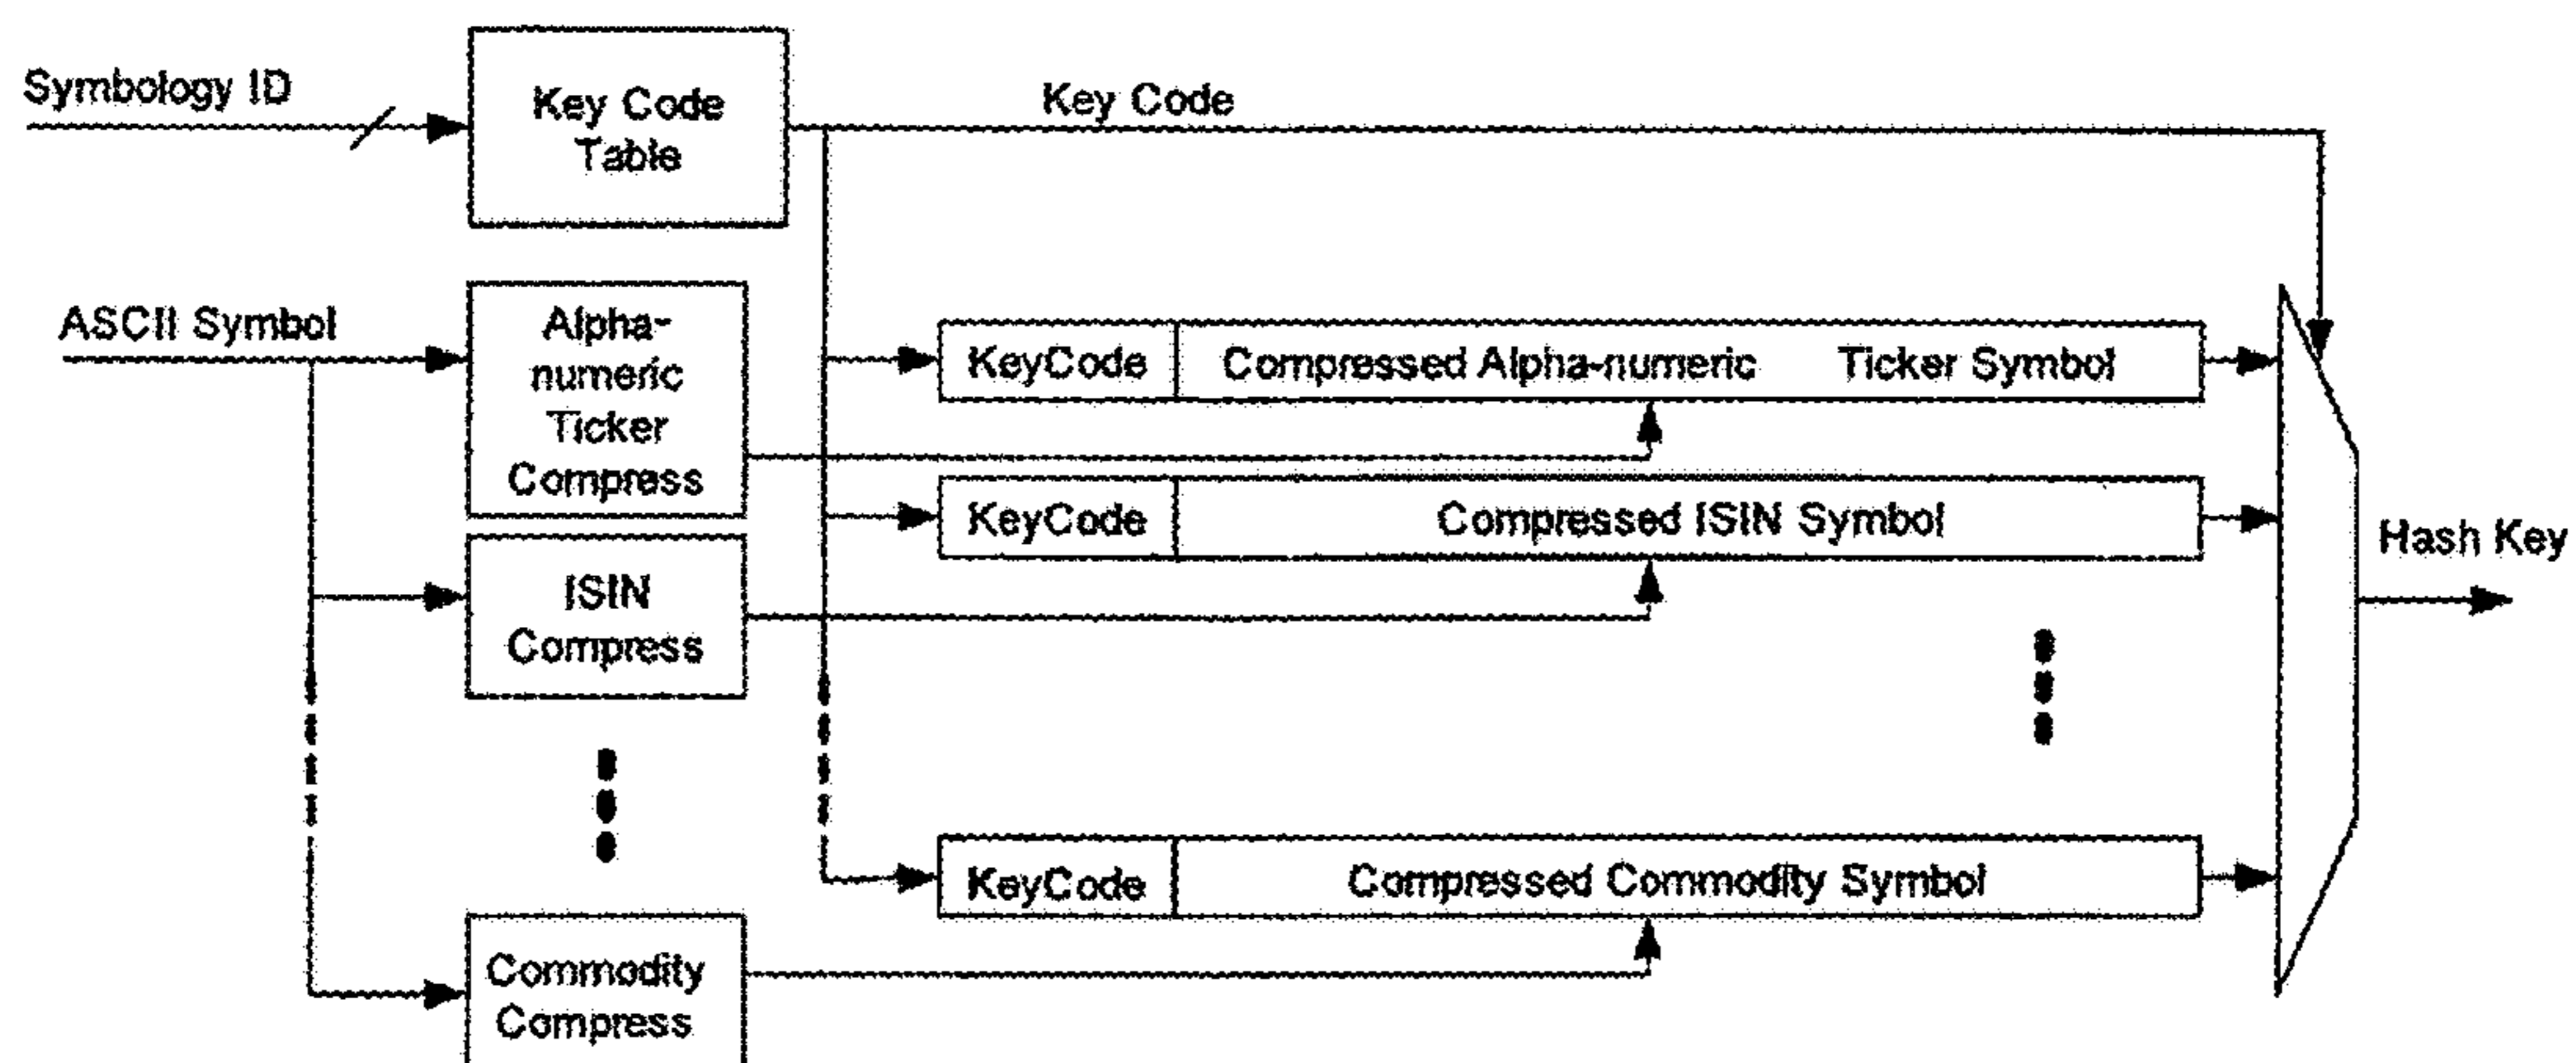 Symbology ID
Key Code
Table
Key Code
ASCII Symbol
Alpha-
numeric
Ticker
Compress
KeyCode
Compressed Alpha-numeric Ticker Symbol
KeyCode
Compressed ISIN Symbol
ISIN
Compress
Hash Key
KeyCode
Compressed Commodity Symbol
Commodity
Compress